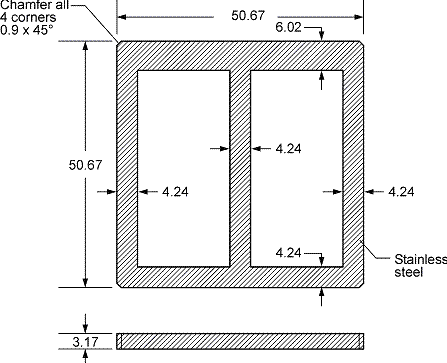 Chamfer all
4 corners
0.9 x 45°
50.67
6.02
50.67
4.24
4.24
4.24
4.24
Stainless
steel
3.17